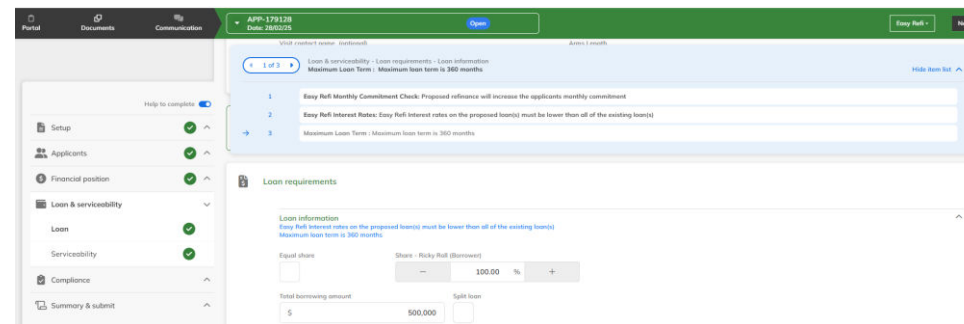 Portal
Documents
Communication
APP-179128
Date: 28/02/25
Open
Easy Refi
Visit contact name (optional)
1 of 3
Loan & serviceability - Loan requirements - Loan information
Maximum Loan Term : Maximum loan term is 360 months
Hide item list
1 Easy Refi Monthly Commitment Check: Proposed refinance will increase the applicants monthly commitment
2 Easy Refi Interest Rates: Easy Refi interest rates on the proposed loan(s) must be lower than all of the existing loan(s)
3 Maximum Loan Term : Maximum loan term is 360 months
Help to complete
Setup
Applicants
Financial position
Loan & serviceability
Loan
Serviceability
Compliance
Summary & submit
Loan requirements
Loan information
Easy Refi Interest rates on the proposed loan(s) must be lower than all of the existing loan(s)
Maximum loan term is 360 months
Equal share
Share - Ricky Roll (Borrower)
− 100.00 % +
Total borrowing amount
Split loan
$ 500,000